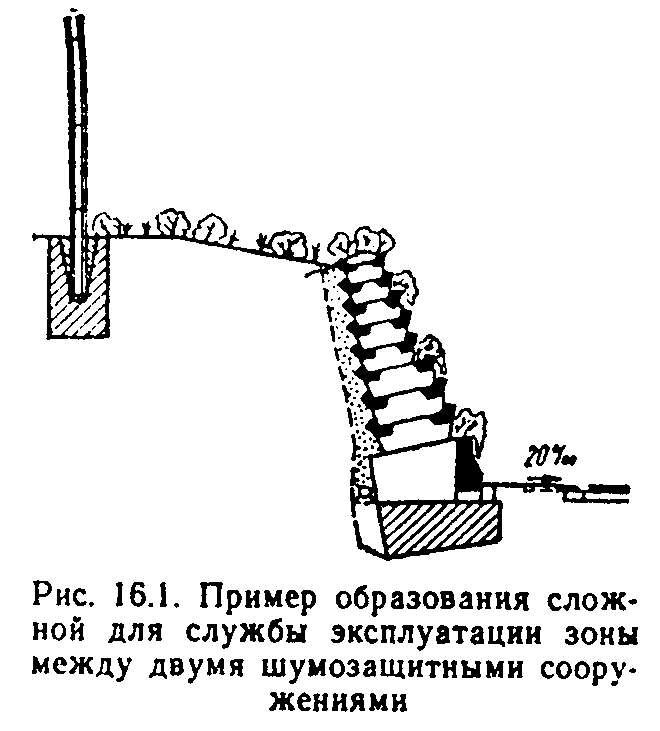 20‰
Рис. 16.1. Пример образования слож-
ной для службы эксплуатации зоны
между двумя шумозащитными соору-
жениями